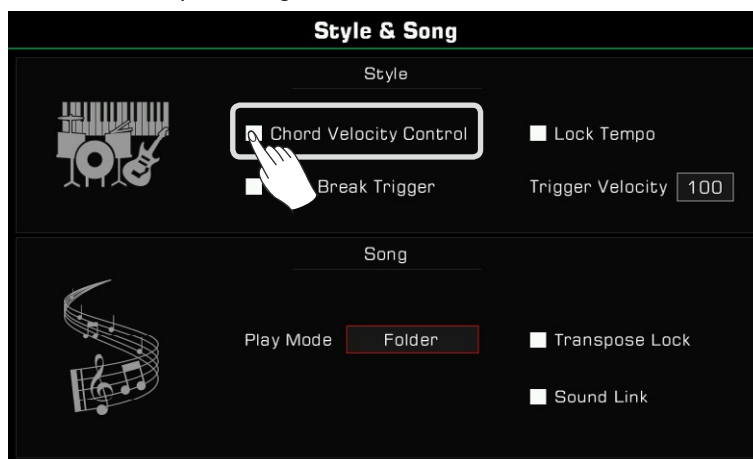 Style & Song
Style
Chord Velocity Control
Lock Tempo
Break Trigger
Trigger Velocity 100
Song
Play Mode Folder
Transpose Lock
Sound Link